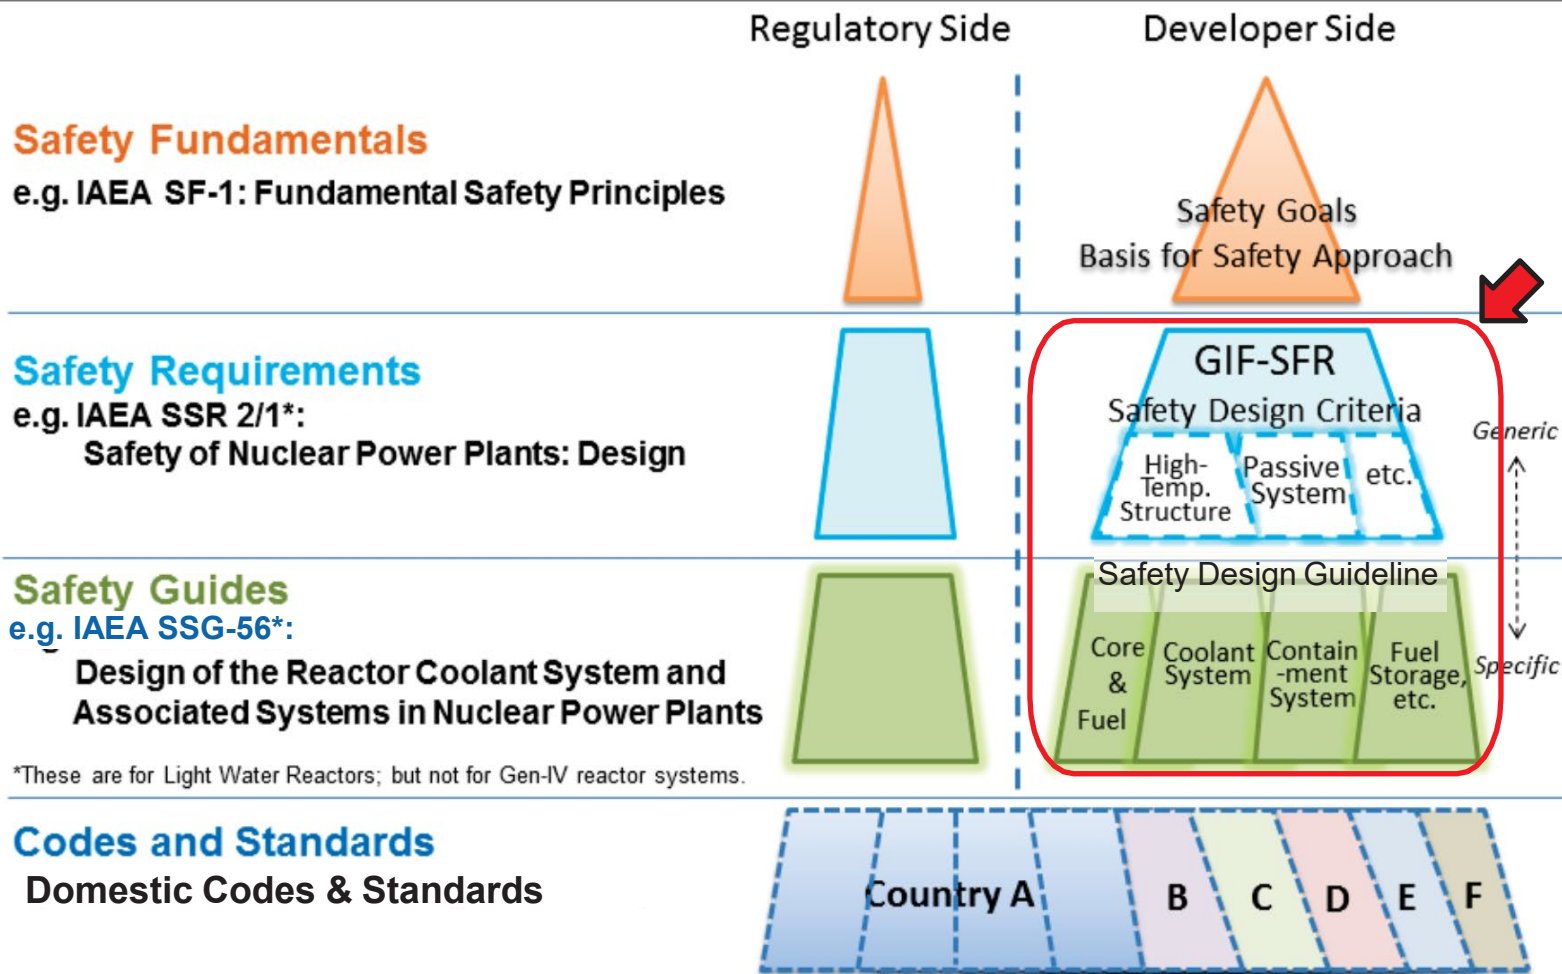 Regulatory Side
Developer Side
Safety Fundamentals
e.g. IAEA SF-1: Fundamental Safety Principles
Safety Goals
Basis for Safety Approach
Safety Requirements
e.g. IAEA SSR 2/1*:
Safety of Nuclear Power Plants: Design
GIF-SFR
Safety Design Criteria
High-
Temp.
Structure
Passive
System
etc.
Generic
Specific
Safety Guides
e.g. IAEA SSG-56*:
Design of the Reactor Coolant System and
Associated Systems in Nuclear Power Plants
*These are for Light Water Reactors; but not for Gen-IV reactor systems.
Safety Design Guideline
Core
&
Fuel
Coolant
System
Contain
-ment
System
Fuel
Storage,
etc.
Codes and Standards
Domestic Codes & Standards
Country A
B
C
D
E
F